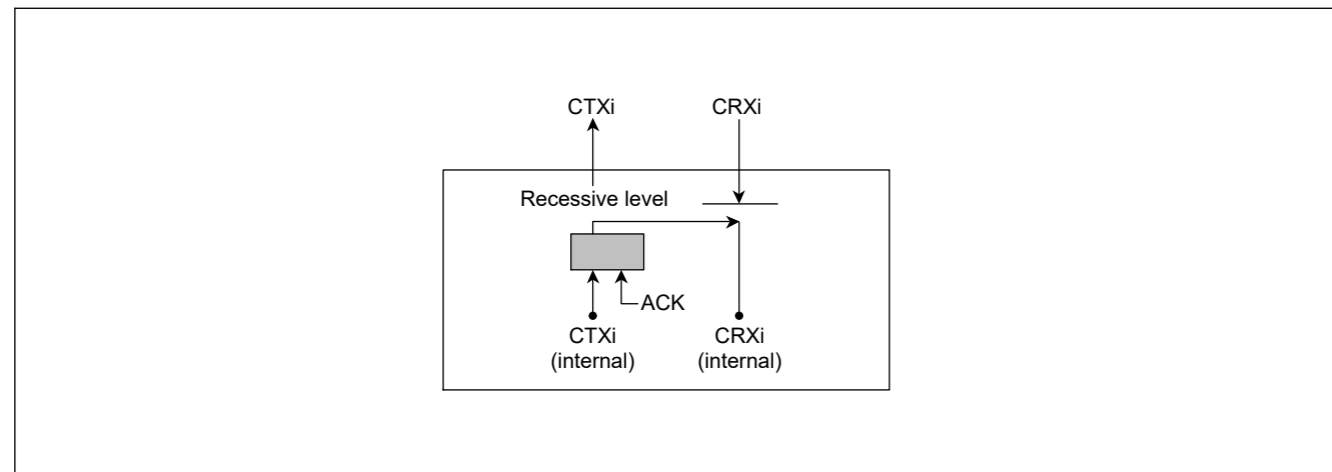 CTXi CRXi
Recessive level
ACK
CTXi CRXi
(internal) (internal)